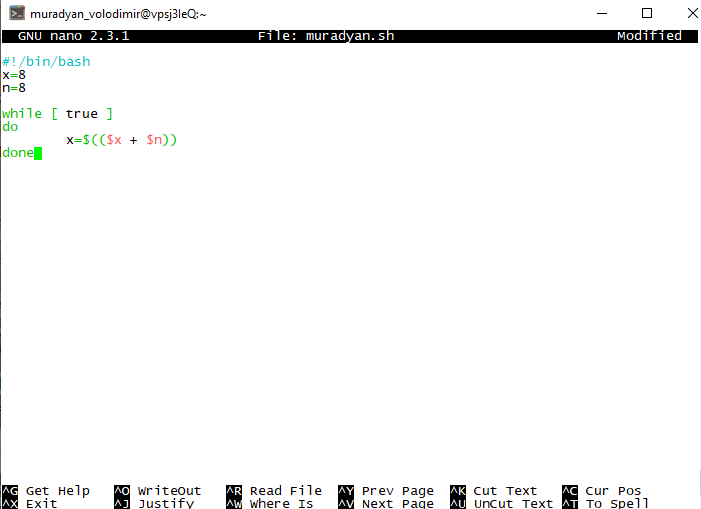 muradyan_volodimir@vpsj3leQ:~
GNU nano 2.3.1 File: muradyan.sh Modified
#!/bin/bash
x=8
n=8
while [ true ]
do
x=$(($x + $n))
done
^G Get Help ^O WriteOut ^R Read File ^Y Prev Page ^K Cut Text ^C Cur Pos
^X Exit ^J Justify ^W Where Is ^V Next Page ^U UnCut Text ^T To Spell